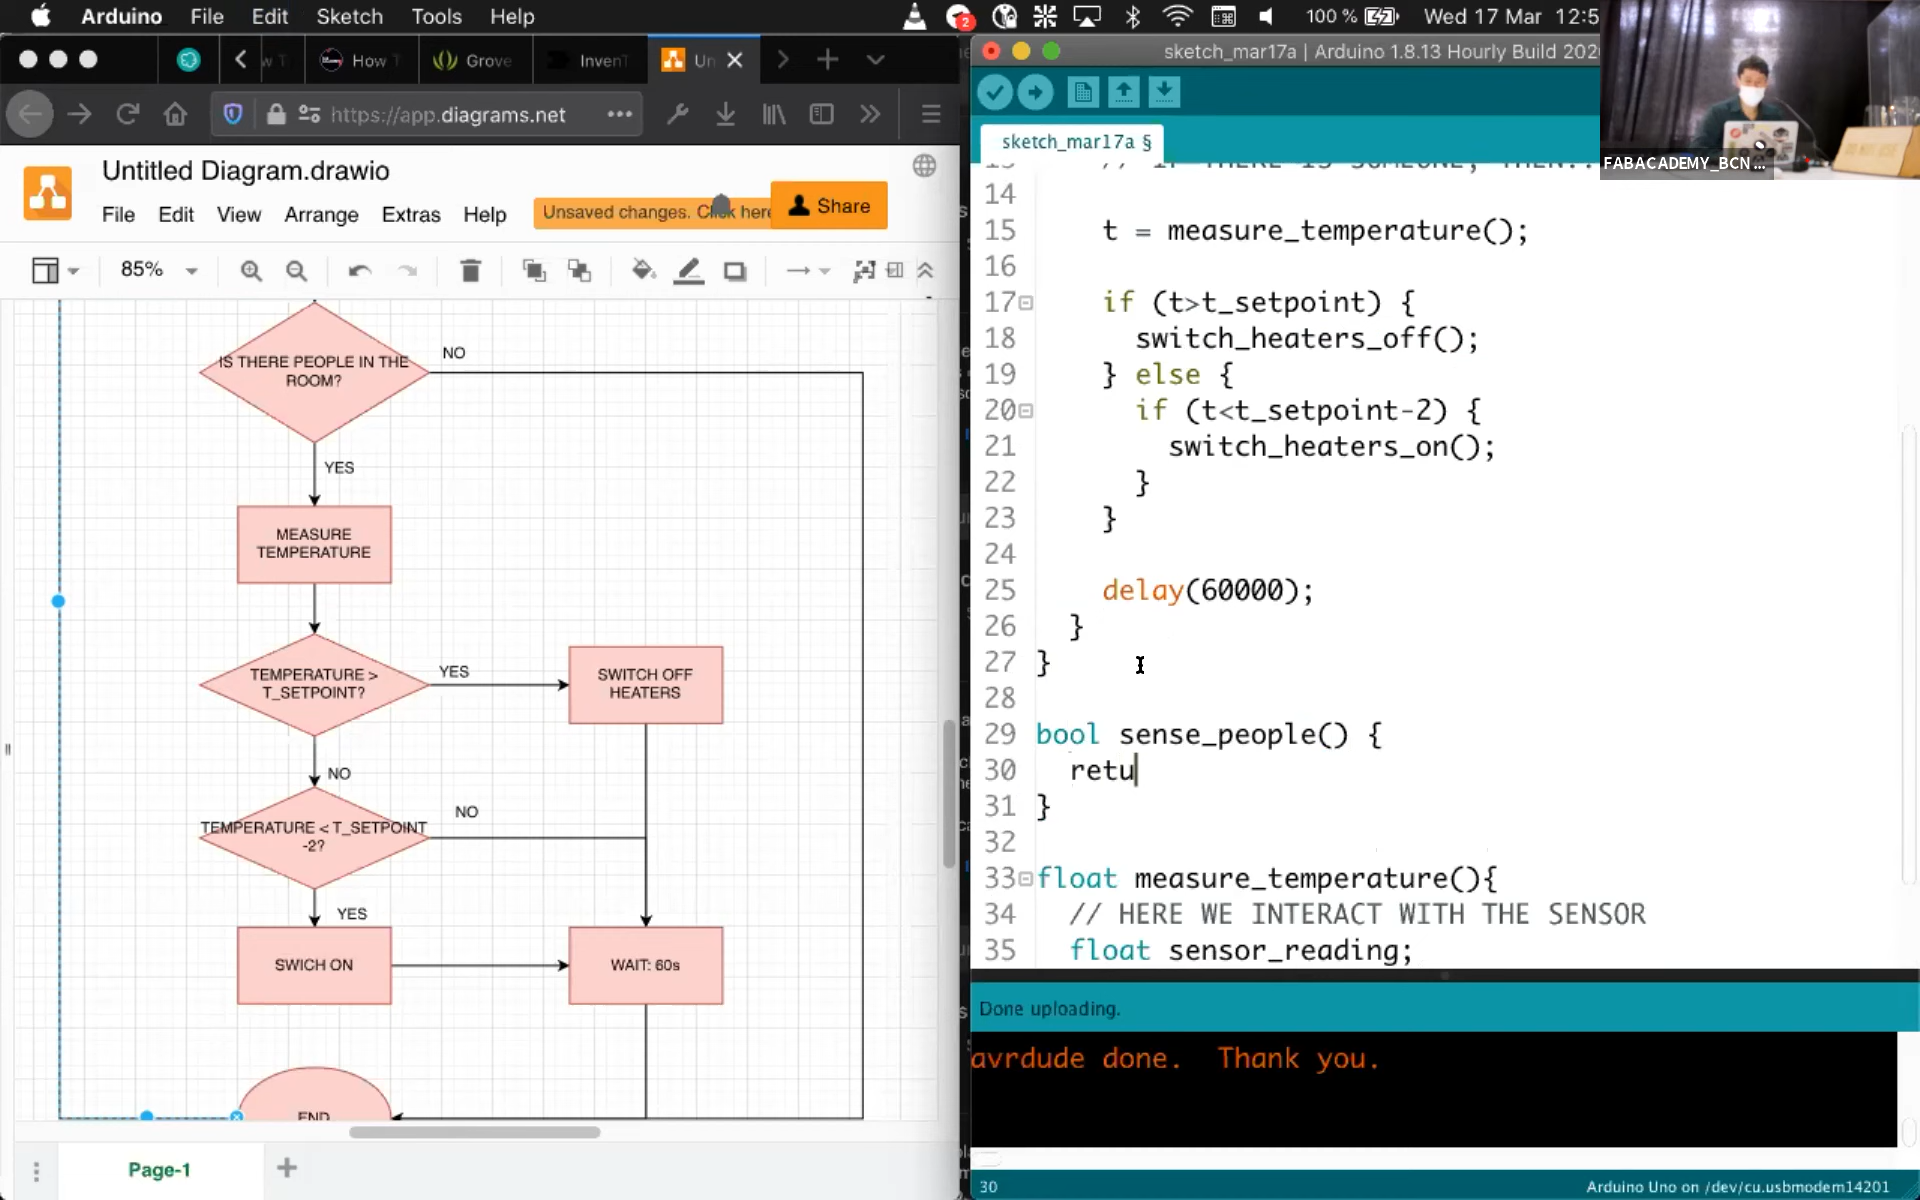 Arduino File Edit Sketch Tools Help
2
100 % Wed 17 Mar 12:5
How T
Grove
InvenT
Un
https://app.diagrams.net
Untitled Diagram.drawio
File Edit View Arrange Extras Help
Unsaved changes. Click here
Share
85%
IS THERE PEOPLE IN THE
ROOM?
NO
YES
MEASURE
TEMPERATURE
TEMPERATURE >
T_SETPOINT?
YES
SWITCH OFF
HEATERS
NO
TEMPERATURE < T_SETPOINT
-2?
NO
YES
SWICH ON
WAIT: 60s
END
Page-1
sketch_mar17a | Arduino 1.8.13 Hourly Build 202
sketch_mar17a §
FABACADEMY_BCN ...
14
15 t = measure_temperature();
16
17 if (t>t_setpoint) {
18 switch_heaters_off();
19 } else {
20 if (t<t_setpoint-2) {
21 switch_heaters_on();
22 }
23 }
24
25 delay(60000);
26 }
27 }
28
29 bool sense_people() {
30 retu
31 }
32
33 float measure_temperature(){
34 // HERE WE INTERACT WITH THE SENSOR
35 float sensor_reading;
Done uploading.
avrdude done. Thank you.
30
Arduino Uno on /dev/cu.usbmodem14201